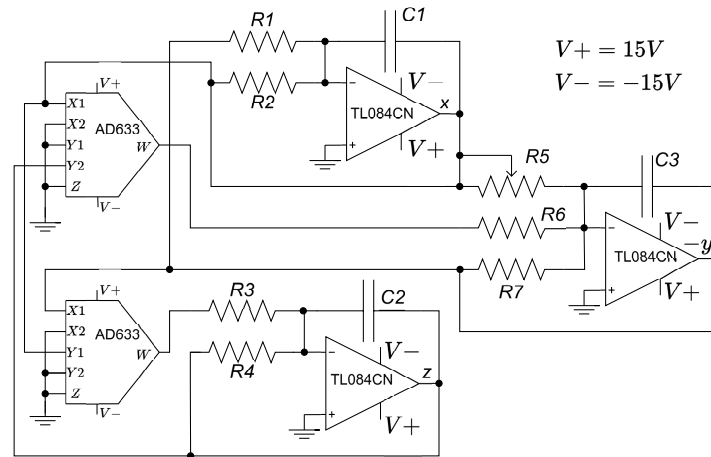 R1
C1
V+ = 15V
V- = -15V
V+
X1
X2
Y1
Y2
Z
AD633
W
V-
R2
-
+
TL084CN
V-
x
V+
R5
C3
R6
R7
-
+
TL084CN
V-
-y
V+
V+
X1
X2
Y1
Y2
Z
AD633
W
V-
R3
C2
R4
-
+
TL084CN
V-
z
V+